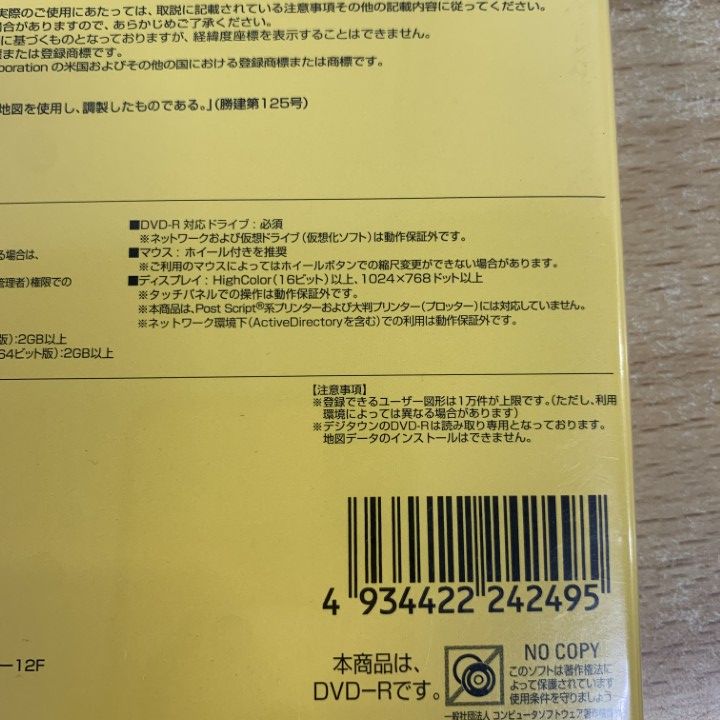 実際のご使用にあたっては、取説に記載されている注意事項その他の記載内容に従ってください。
場合がありますので、あらかじめご了承ください。
に基づくものとなっておりますが、経緯度座標を表示することはできません。
標または登録商標です。
orporation の米国およびその他の国における登録商標または商標です。
地図を使用し、調製したものである。』(勝建第125号)
る場合は、
管理者)権限での
版):2GB以上
64ビット版):2GB以上
■DVD-R 対応ドライブ : 必須
※ネットワークおよび仮想ドライブ(仮想化ソフト)は動作保証外です。
■マウス : ホイール付きを推奨
※ご利用のマウスによってはホイールボタンでの縮尺変更ができない場合があります。
■ディスプレイ : HighColor(16ビット)以上、1024×768ドット以上
※タッチパネルでの操作は動作保証外です。
※本商品は、Post Script®系プリンターおよび大判プリンター(プロッター)には対応していません。
※ネットワーク環境下(ActiveDirectoryを含む)での利用は動作保証外です。
【注意事項】
※登録できるユーザー図形は1万件が上限です。(ただし、利用
環境によっては異なる場合があります)
※デジタウンのDVD-Rは読み取り専用となっております。
地図データのインストールはできません。
4 934422 242495
ー12F
本商品は、
DVD-Rです。
NO COPY
このソフトは著作権法に
よって保護されています
使用条件を守りましょう
一般社団法人 コンピュータソフトウェア著作権協会